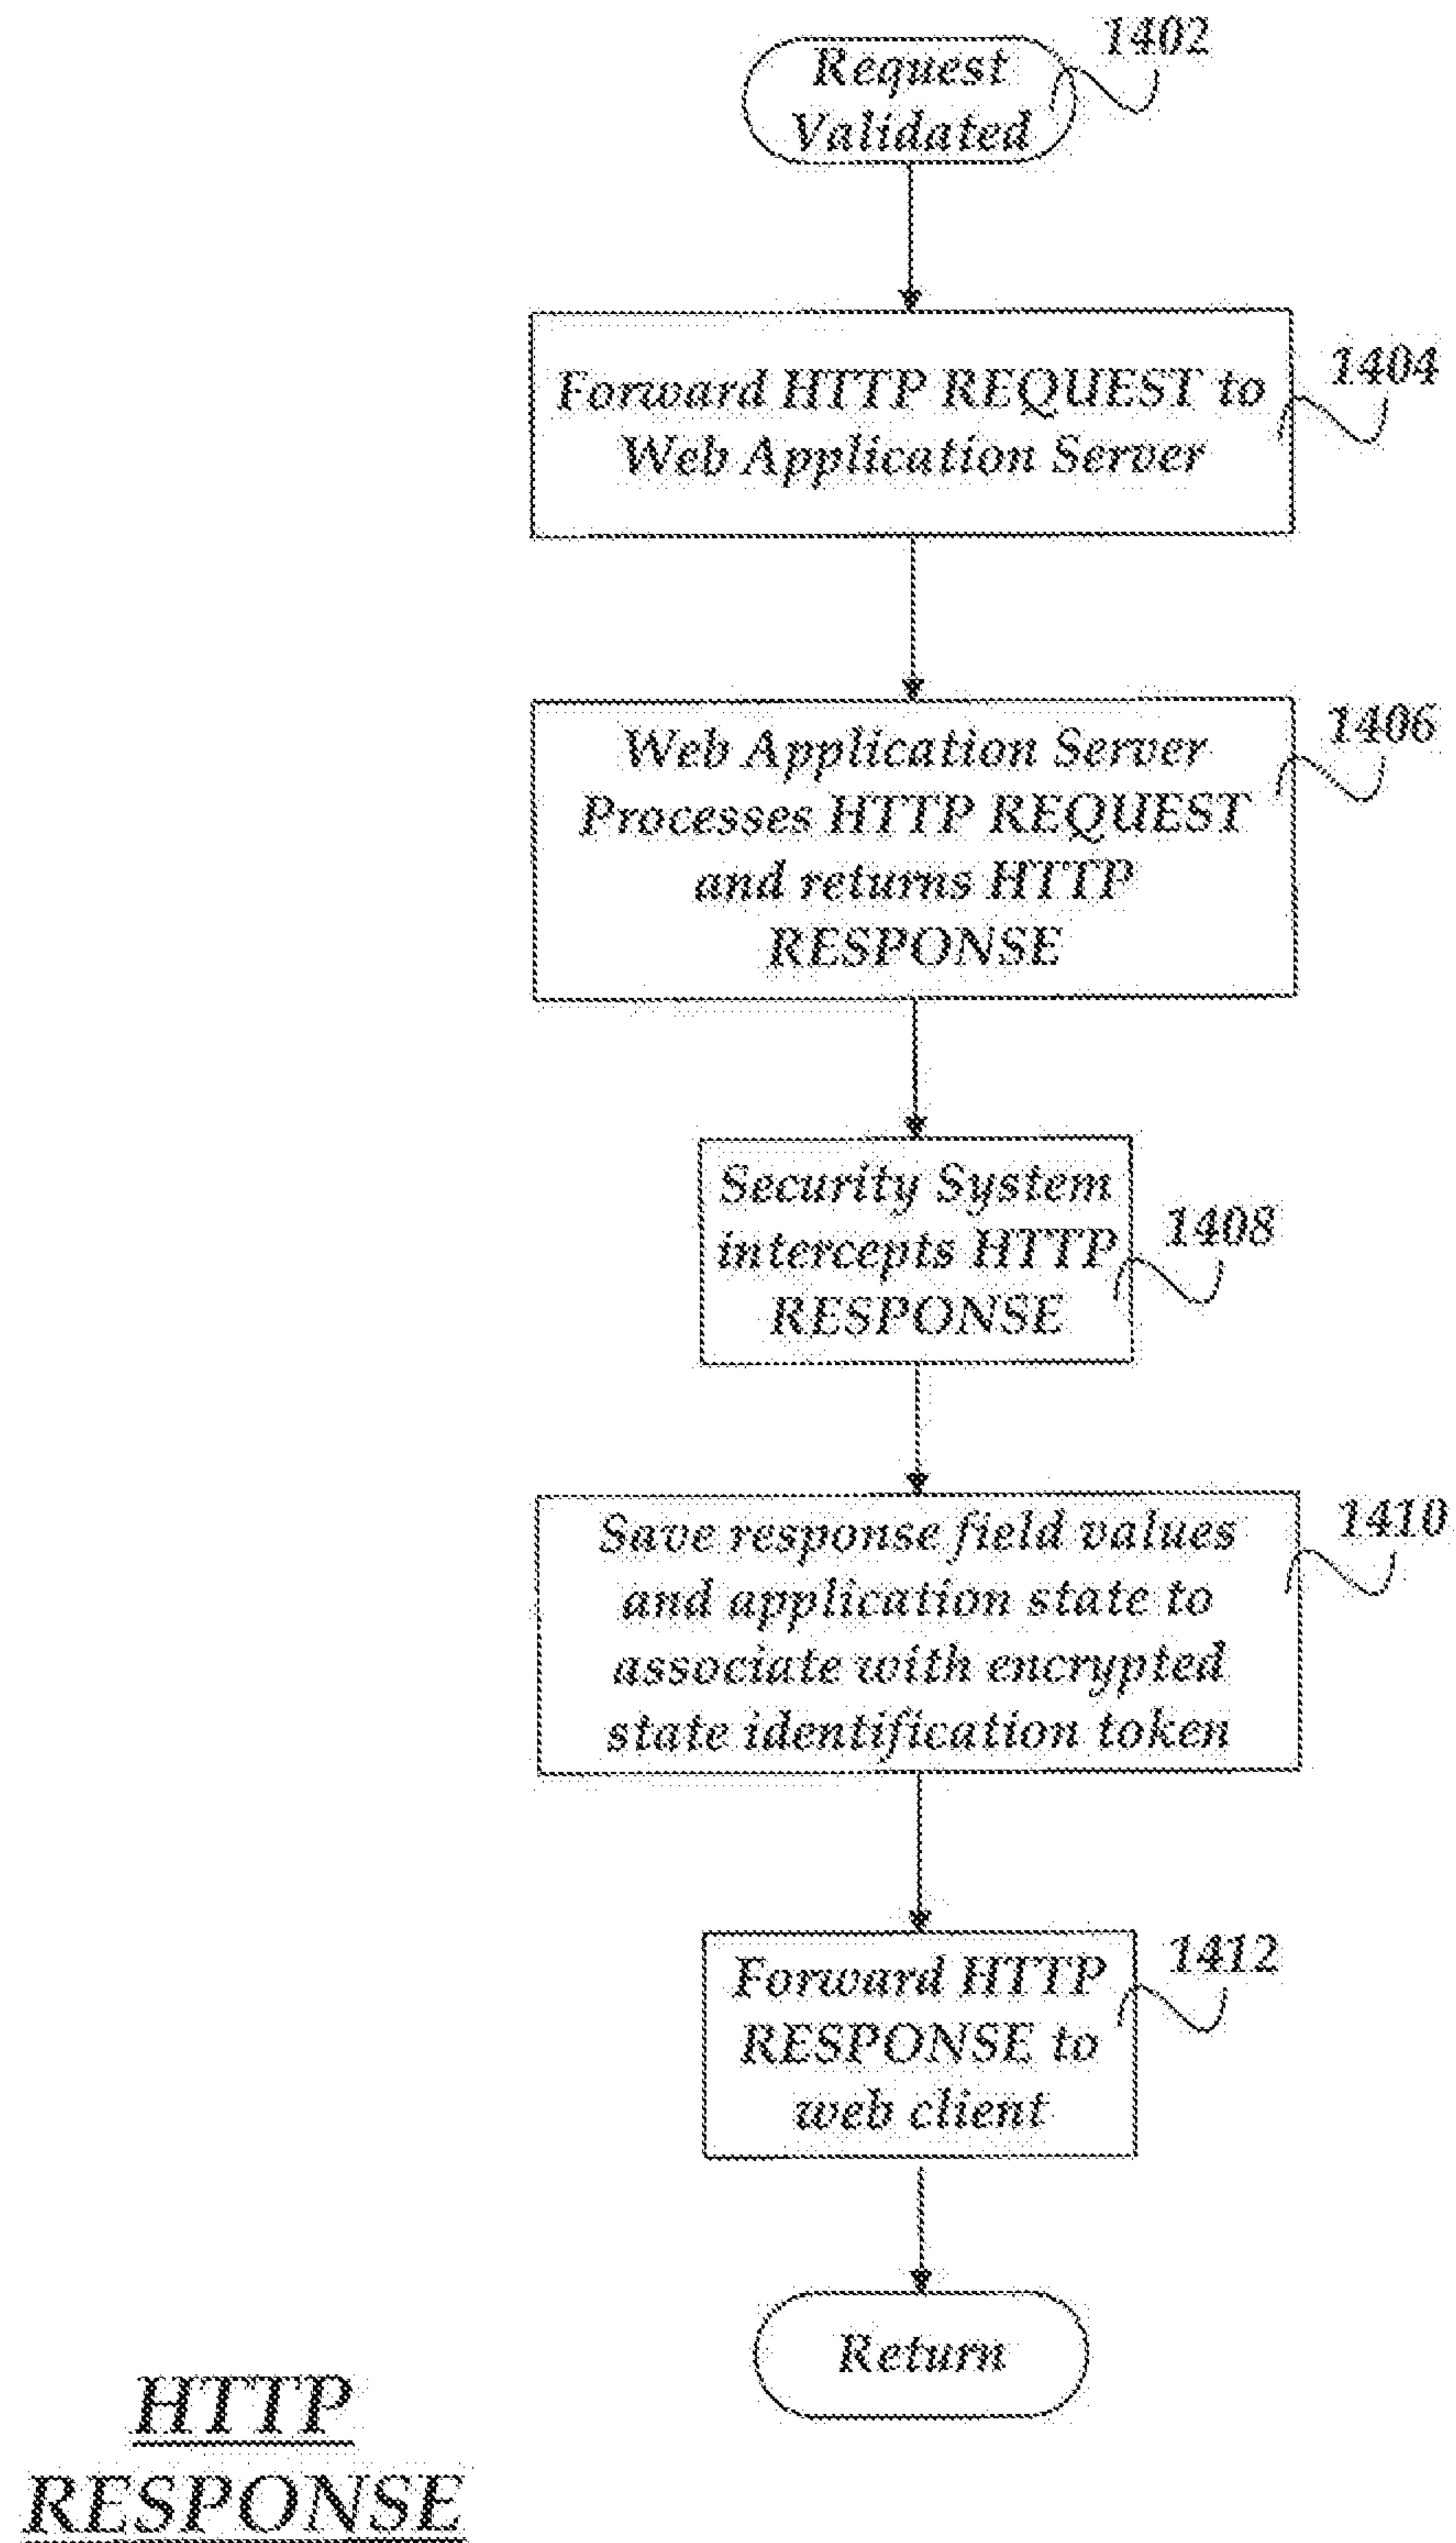 1402
Request
Validated
1404
Forward HTTP REQUEST to
Web Application Server
1406
Web Application Server
Processes HTTP REQUEST
and returns HTTP
RESPONSE
Security System
intercepts HTTP
RESPONSE
1408
1410
Save response field values
and application state to
associate with encrypted
state identification token
1412
Forward HTTP
RESPONSE to
web client
Return
HTTP
RESPONSE